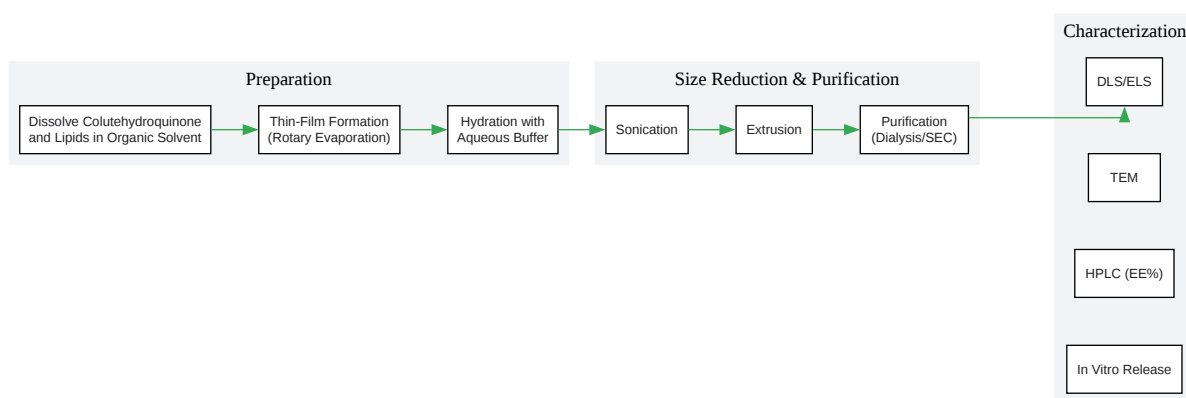 Preparation
Dissolve Colutehydroquinone
and Lipids in Organic Solvent
Thin-Film Formation
(Rotary Evaporation)
Hydration with
Aqueous Buffer
Size Reduction & Purification
Sonication
Extrusion
Purification
(Dialysis/SEC)
Characterization
DLS/ELS
TEM
HPLC (EE%)
In Vitro Release